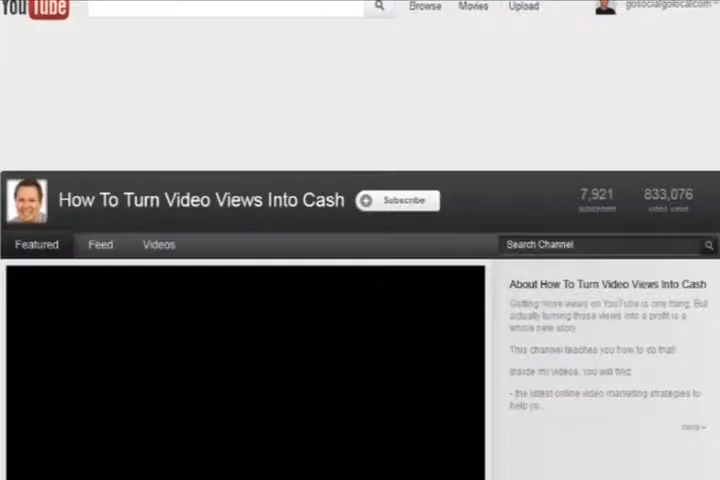 YouTube
Browse Movies Upload gosocialgolocal.com
How To Turn Video Views Into Cash
Subscribe
7,921
subscribers
833,076
video views
Featured Feed Videos
Search Channel
About How To Turn Video Views Into Cash
Getting more views on YouTube is one thing. But
actually turning those views into a profit is a
whole new story.
This channel teaches you how to do that!
Inside my videos, you will find:
- the latest online video marketing strategies to
help yo..
more